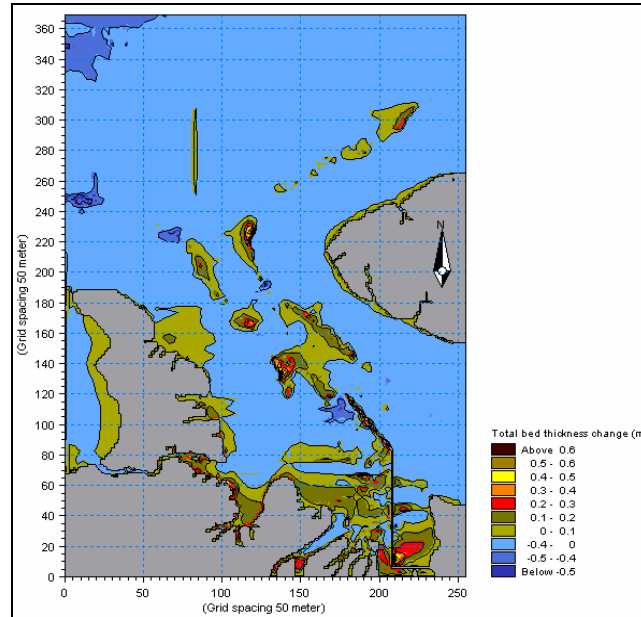 360
340
320
300
280
260
240
220
200
180
160
140
120
100
80
60
40
20
0
(Grid spacing 50 meter)
N
0
50
100
150
200
250
(Grid spacing 50 meter)
Total bed thickness change (m
Above 0.6
0.5 - 0.6
0.4 - 0.5
0.3 - 0.4
0.2 - 0.3
0.1 - 0.2
0 - 0.1
-0.4 - 0
-0.5 - -0.4
Below -0.5